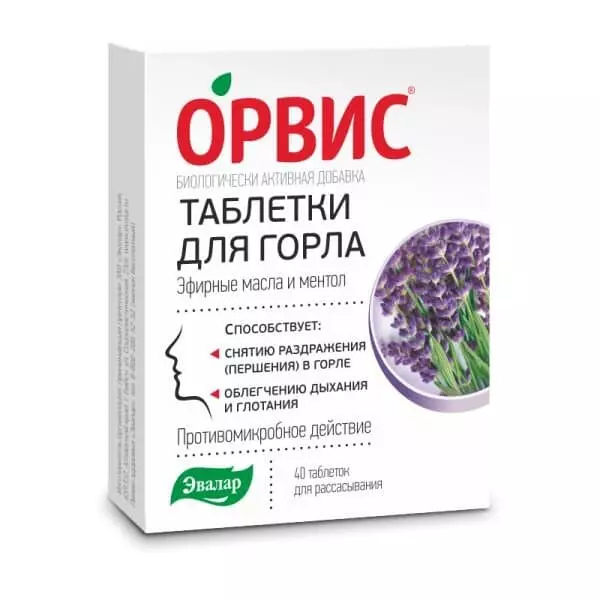 ОРВИС®
БИОЛОГИЧЕСКИ АКТИВНАЯ ДОБАВКА
ТАБЛЕТКИ
ДЛЯ ГОРЛА
Эфирные масла и ментол
СПОСОБСТВУЕТ:
СНЯТИЮ РАЗДРАЖЕНИЯ
(ПЕРШЕНИЯ) В ГОРЛЕ
ОБЛЕГЧЕНИЮ ДЫХАНИЯ
И ГЛОТАНИЯ
Противомикробное действие
Эвалар
40 таблеток
для рассасывания